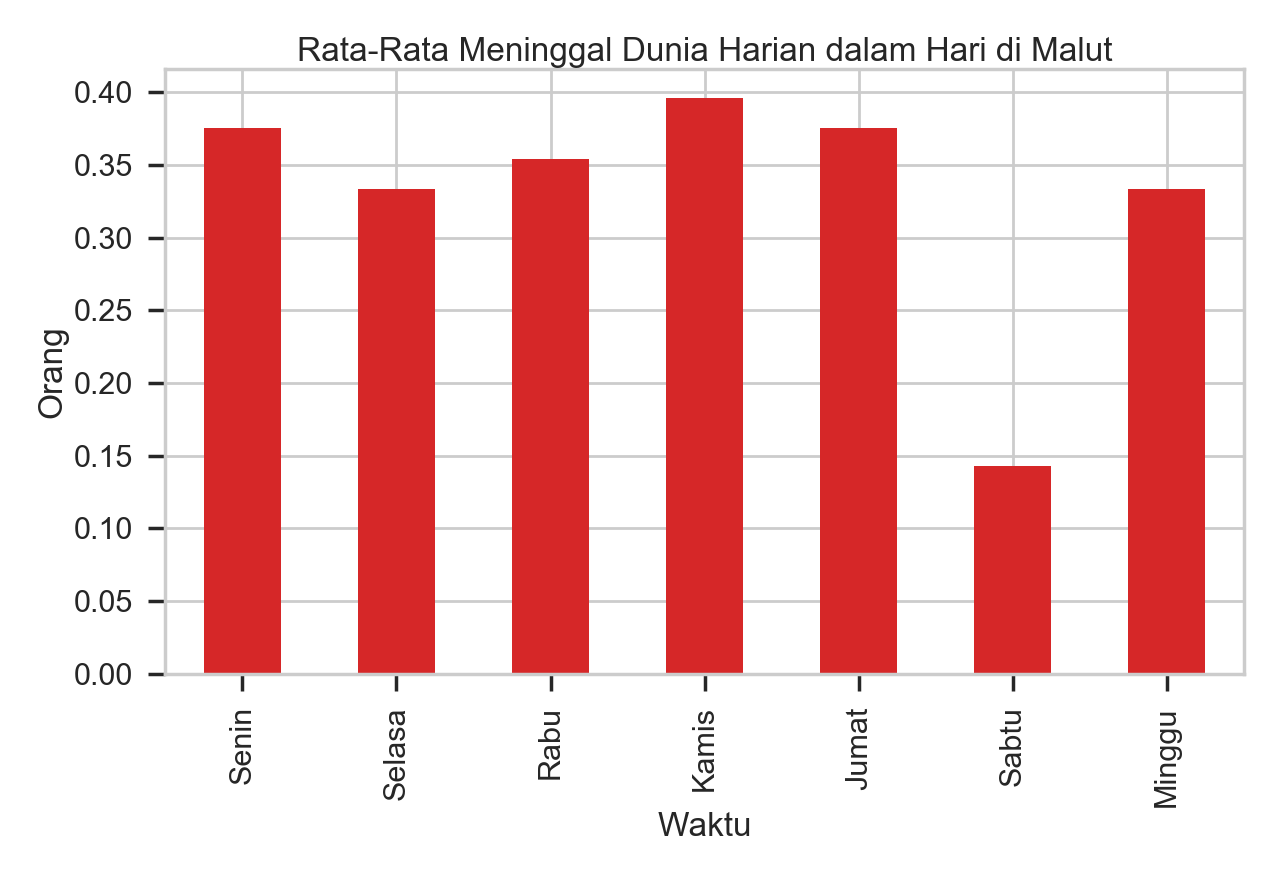 Rata-Rata Meninggal Dunia Harian dalam Hari di Malut
0.40
0.35
0.30
0.25
0.20
0.15
0.10
0.05
0.00
Orang
Senin
Selasa
Rabu
Kamis
Jumat
Sabtu
Minggu
Waktu